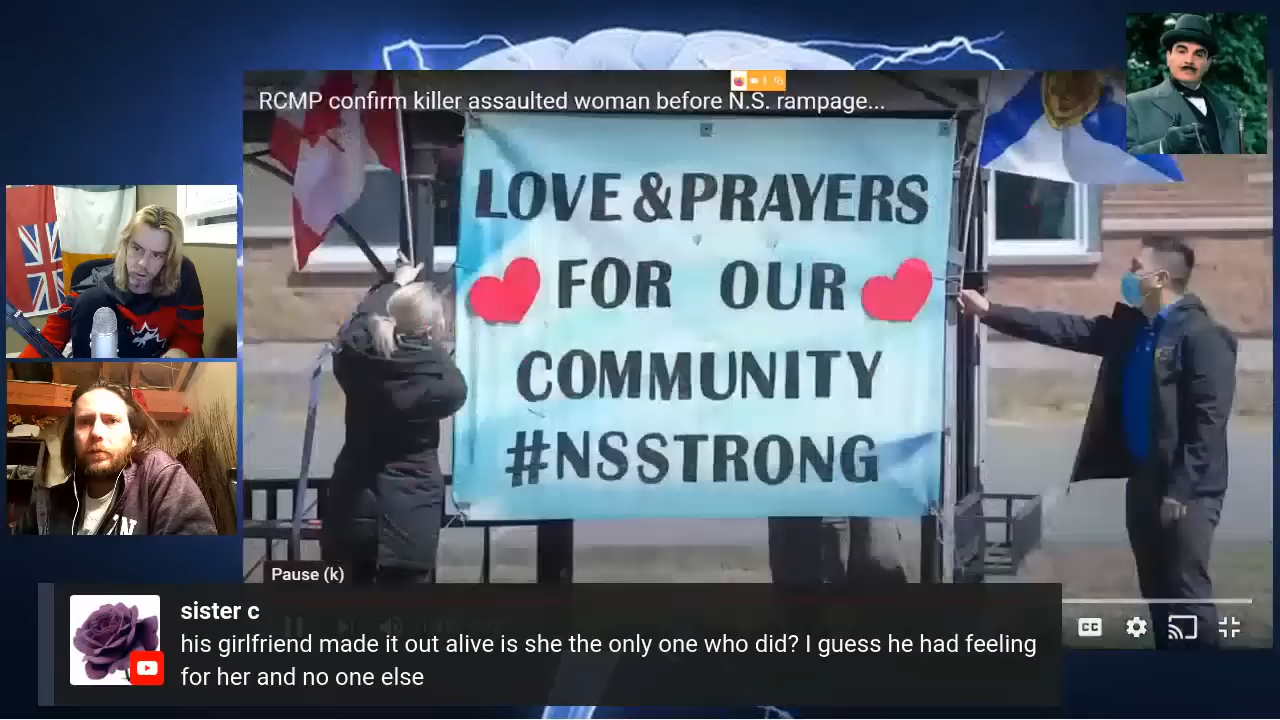 RCMP confirm killer assaulted woman before N.S. rampage...
LOVE & PRAYERS
FOR OUR
COMMUNITY
#NSSTRONG
Pause (k)
sister c
his girlfriend made it out alive is she the only one who did? I guess he had feeling
for her and no one else
CC
N